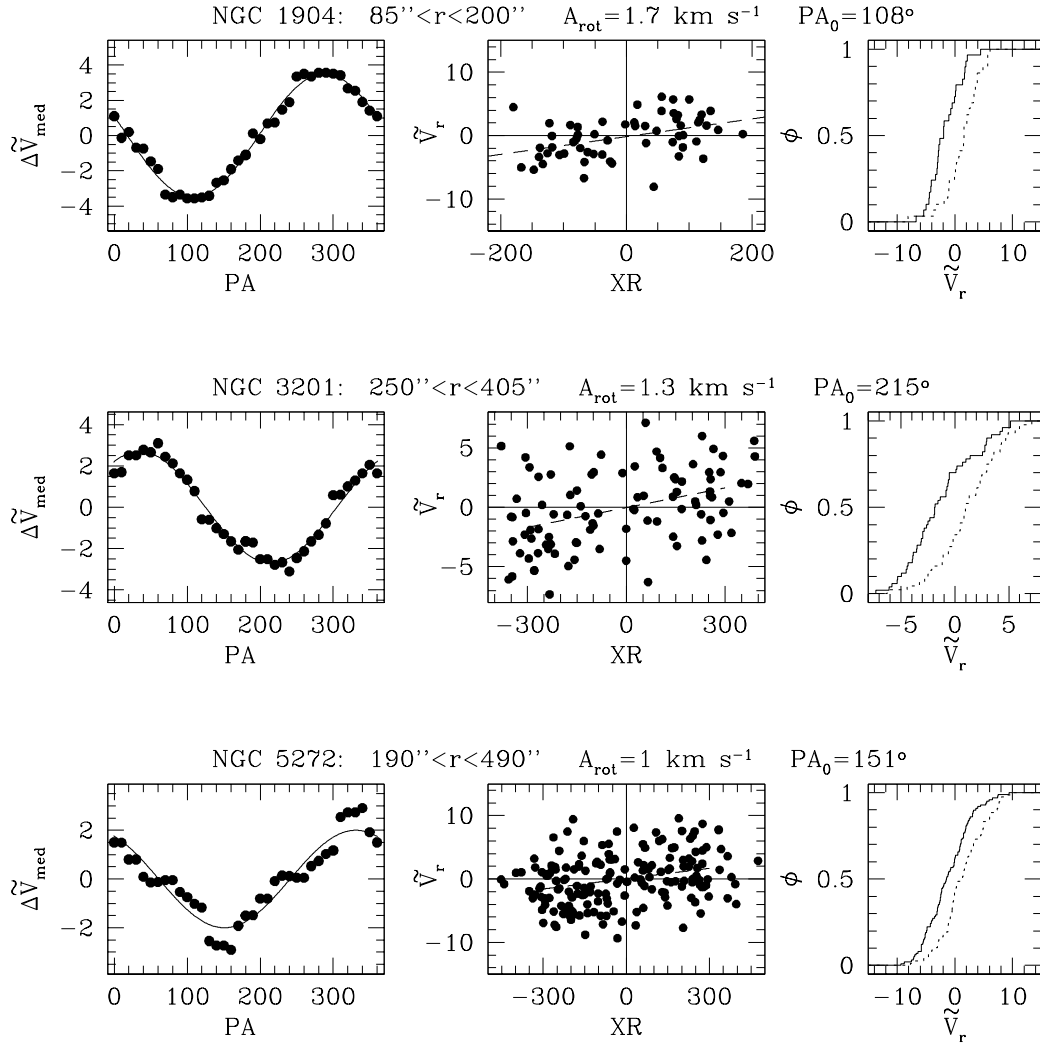 NGC 1904: 85''<r<200'' A_rot=1.7 km s⁻¹ PA₀=108°
4
2
0
−2
−4
ΔṼ_med
0 100 200 300
PA
10
0
−10
Ṽ_r
−200 0 200
XR
1
0.5
0
ϕ
−10 0 10
Ṽ_r
NGC 3201: 250''<r<405'' A_rot=1.3 km s⁻¹ PA₀=215°
4
2
0
−2
−4
ΔṼ_med
0 100 200 300
PA
5
0
−5
Ṽ_r
−300 0 300
XR
1
0.5
0
ϕ
−5 0 5
Ṽ_r
NGC 5272: 190''<r<490'' A_rot=1 km s⁻¹ PA₀=151°
2
0
−2
ΔṼ_med
0 100 200 300
PA
10
0
−10
Ṽ_r
−300 0 300
XR
1
0.5
0
ϕ
−10 0 10
Ṽ_r